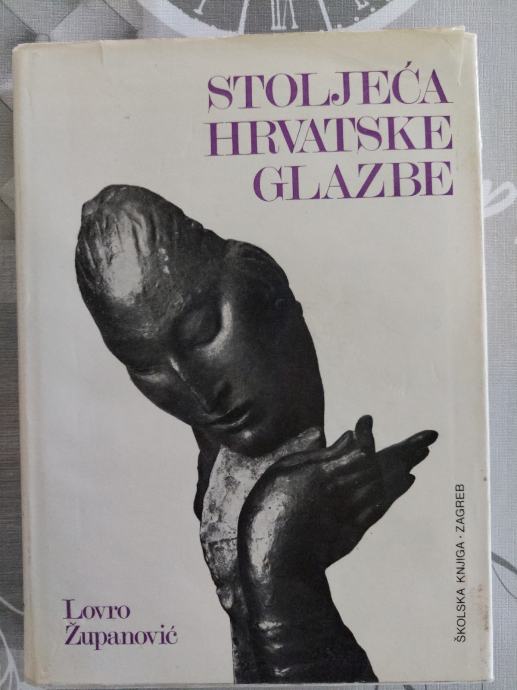 STOLJEĆA
HRVATSKE
GLAZBE
Lovro
Županović
ŠKOLSKA KNJIGA · ZAGREB